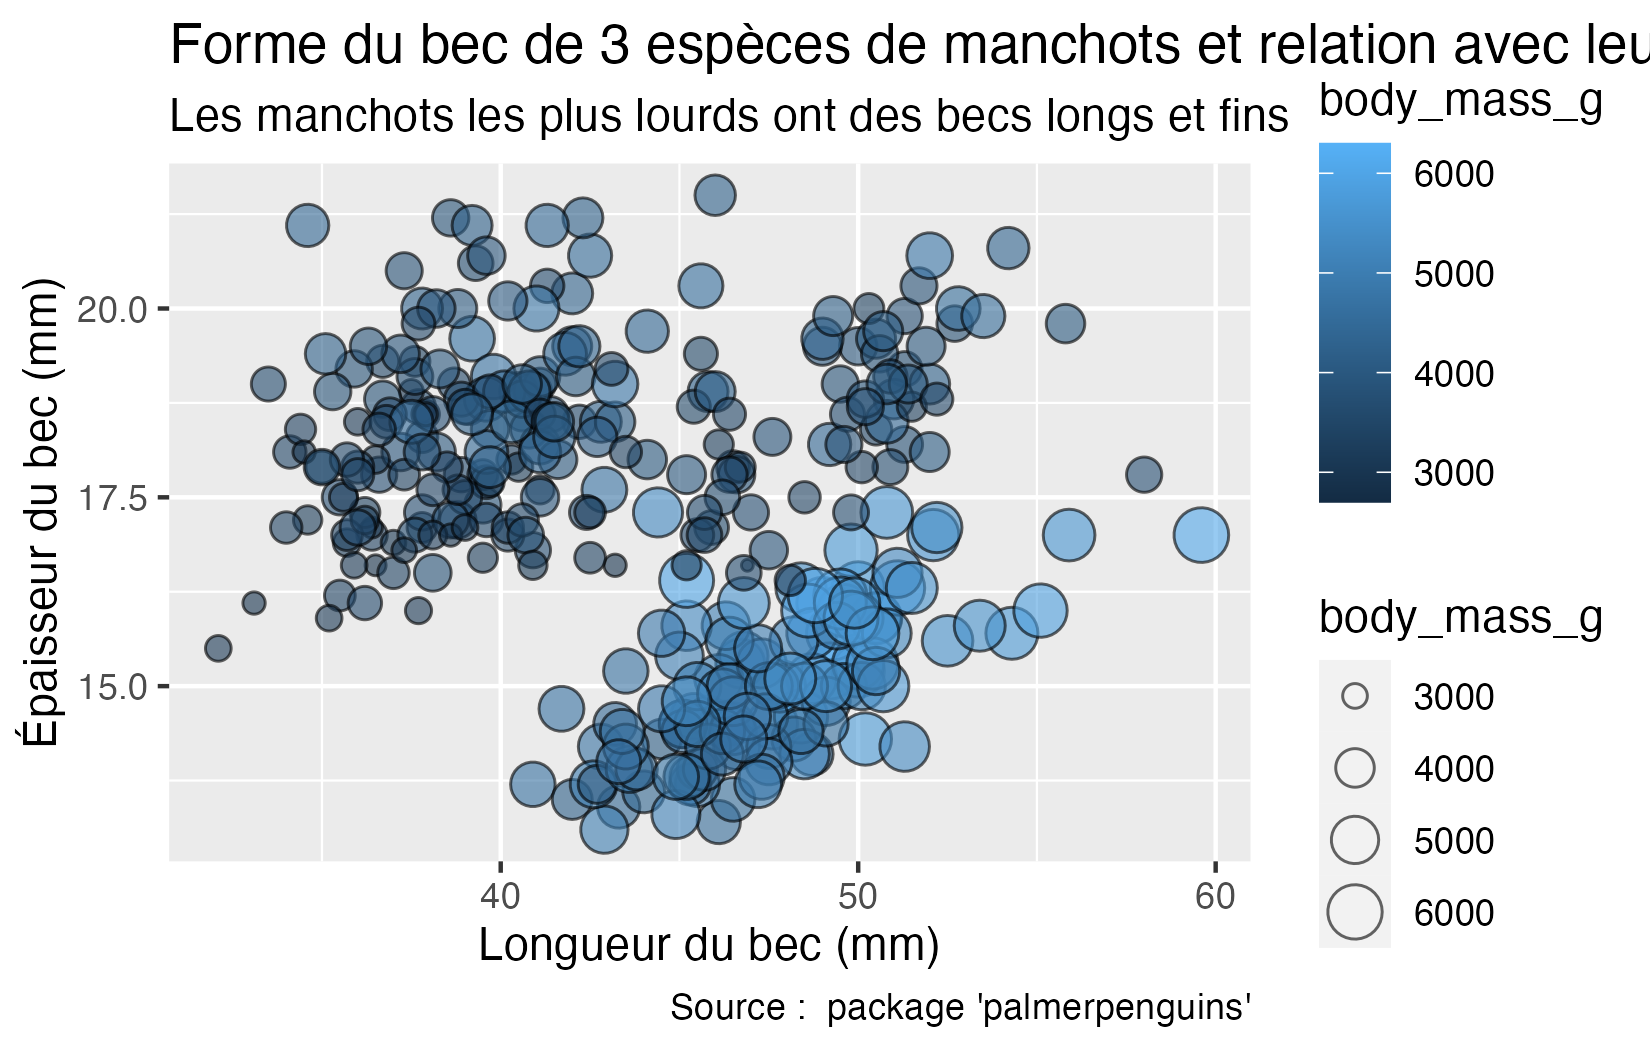 Forme du bec de 3 espèces de manchots et relation avec
Les manchots les plus lourds ont des becs longs et fins
body_mass_g
6000
5000
4000
3000
body_mass_g
3000
4000
5000
6000
Épaisseur du bec (mm)
20.0
17.5
15.0
40
50
60
Longueur du bec (mm)
Source :  package 'palmerpenguins'